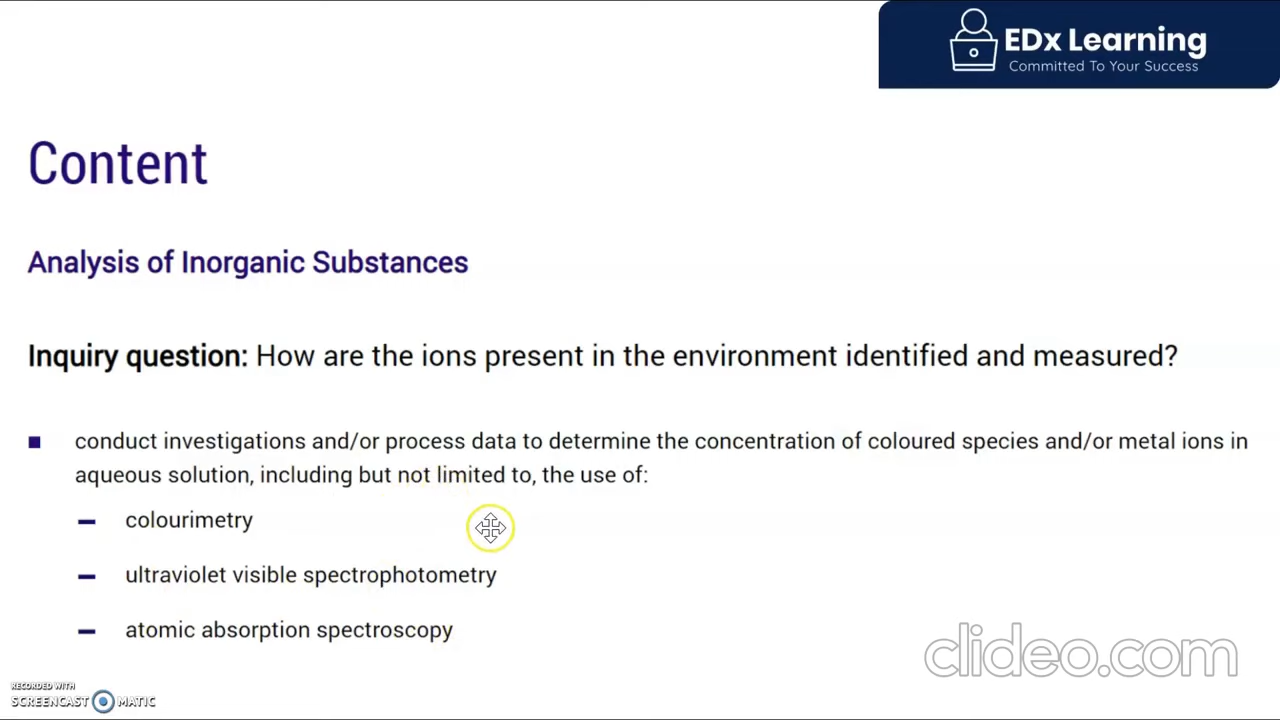 EDx Learning
Committed To Your Success
Content
Analysis of Inorganic Substances
Inquiry question: How are the ions present in the environment identified and measured?
■ conduct investigations and/or process data to determine the concentration of coloured species and/or metal ions in
aqueous solution, including but not limited to, the use of:
– colourimetry
– ultraviolet visible spectrophotometry
– atomic absorption spectroscopy
clideo.com
RECORDED WITH
SCREENCAST MATIC